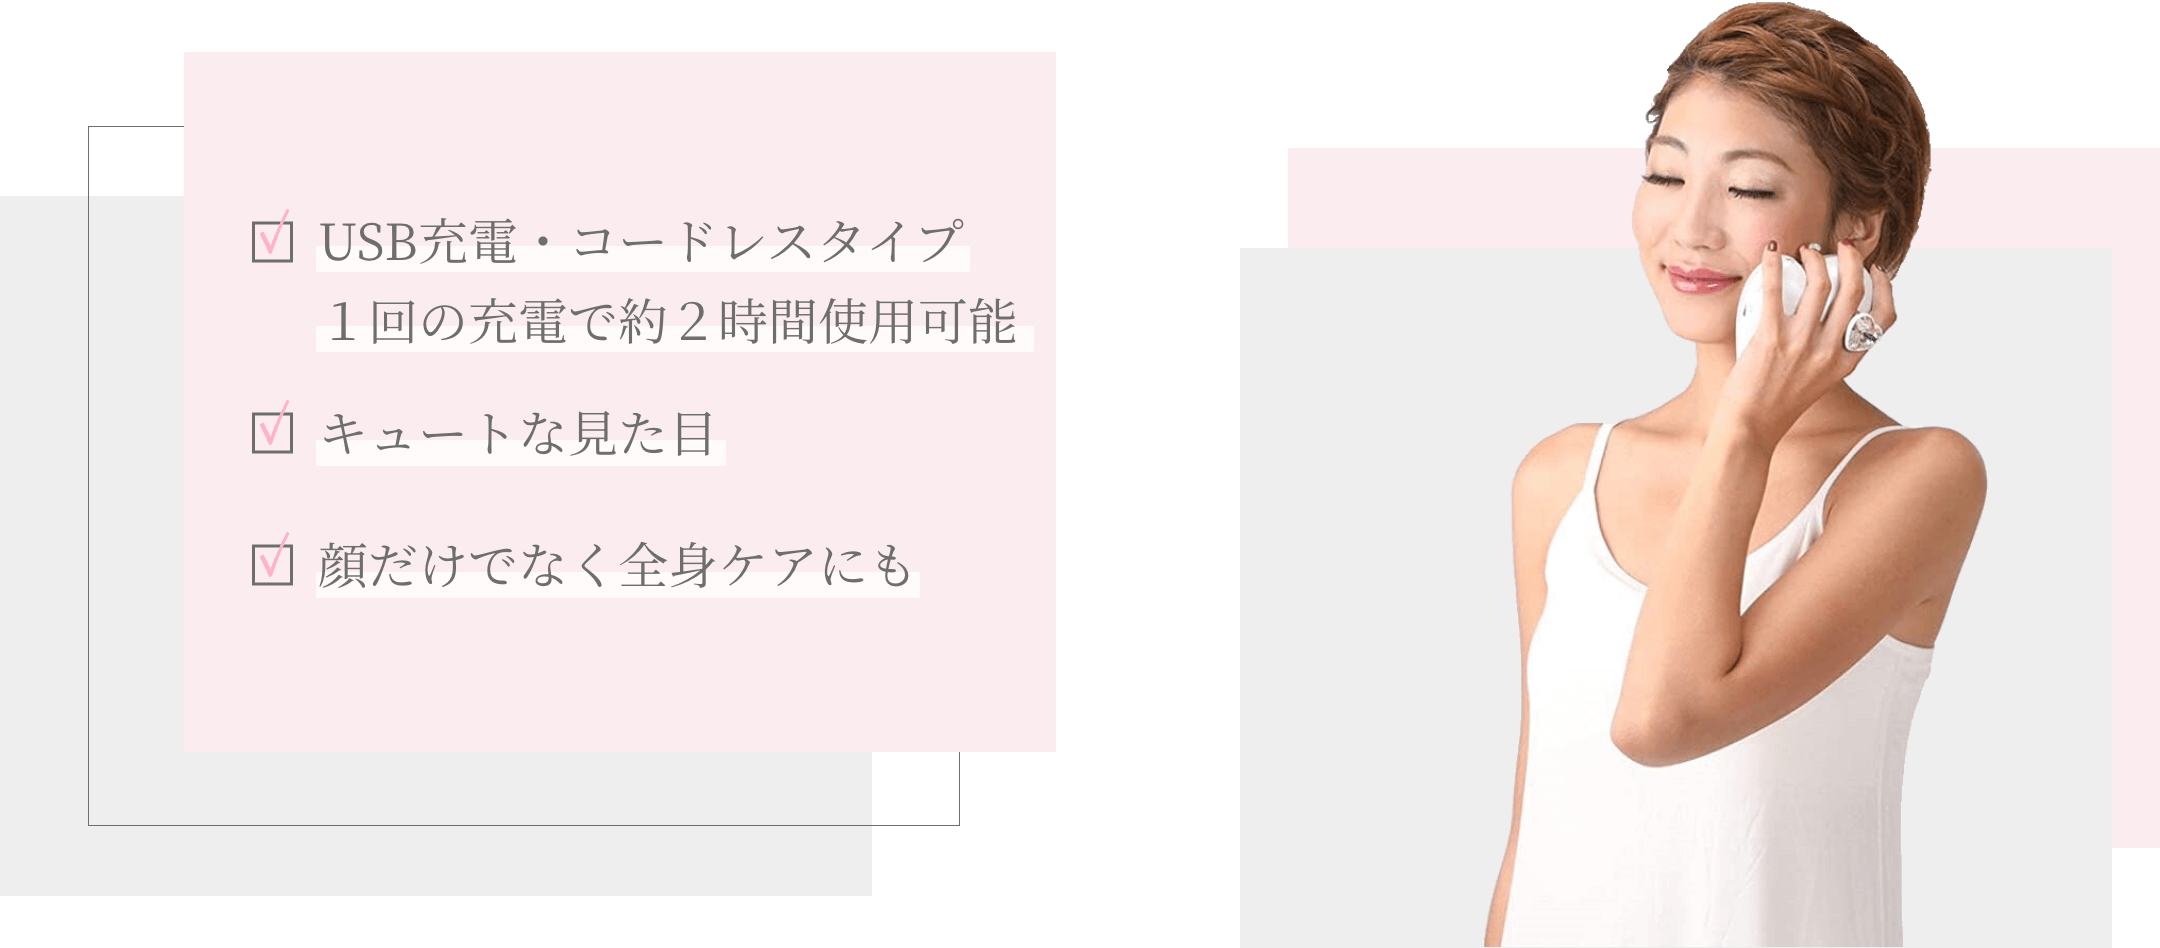 USB充電・コードレスタイプ
１回の充電で約２時間使用可能
キュートな見た目
顔だけでなく全身ケアにも